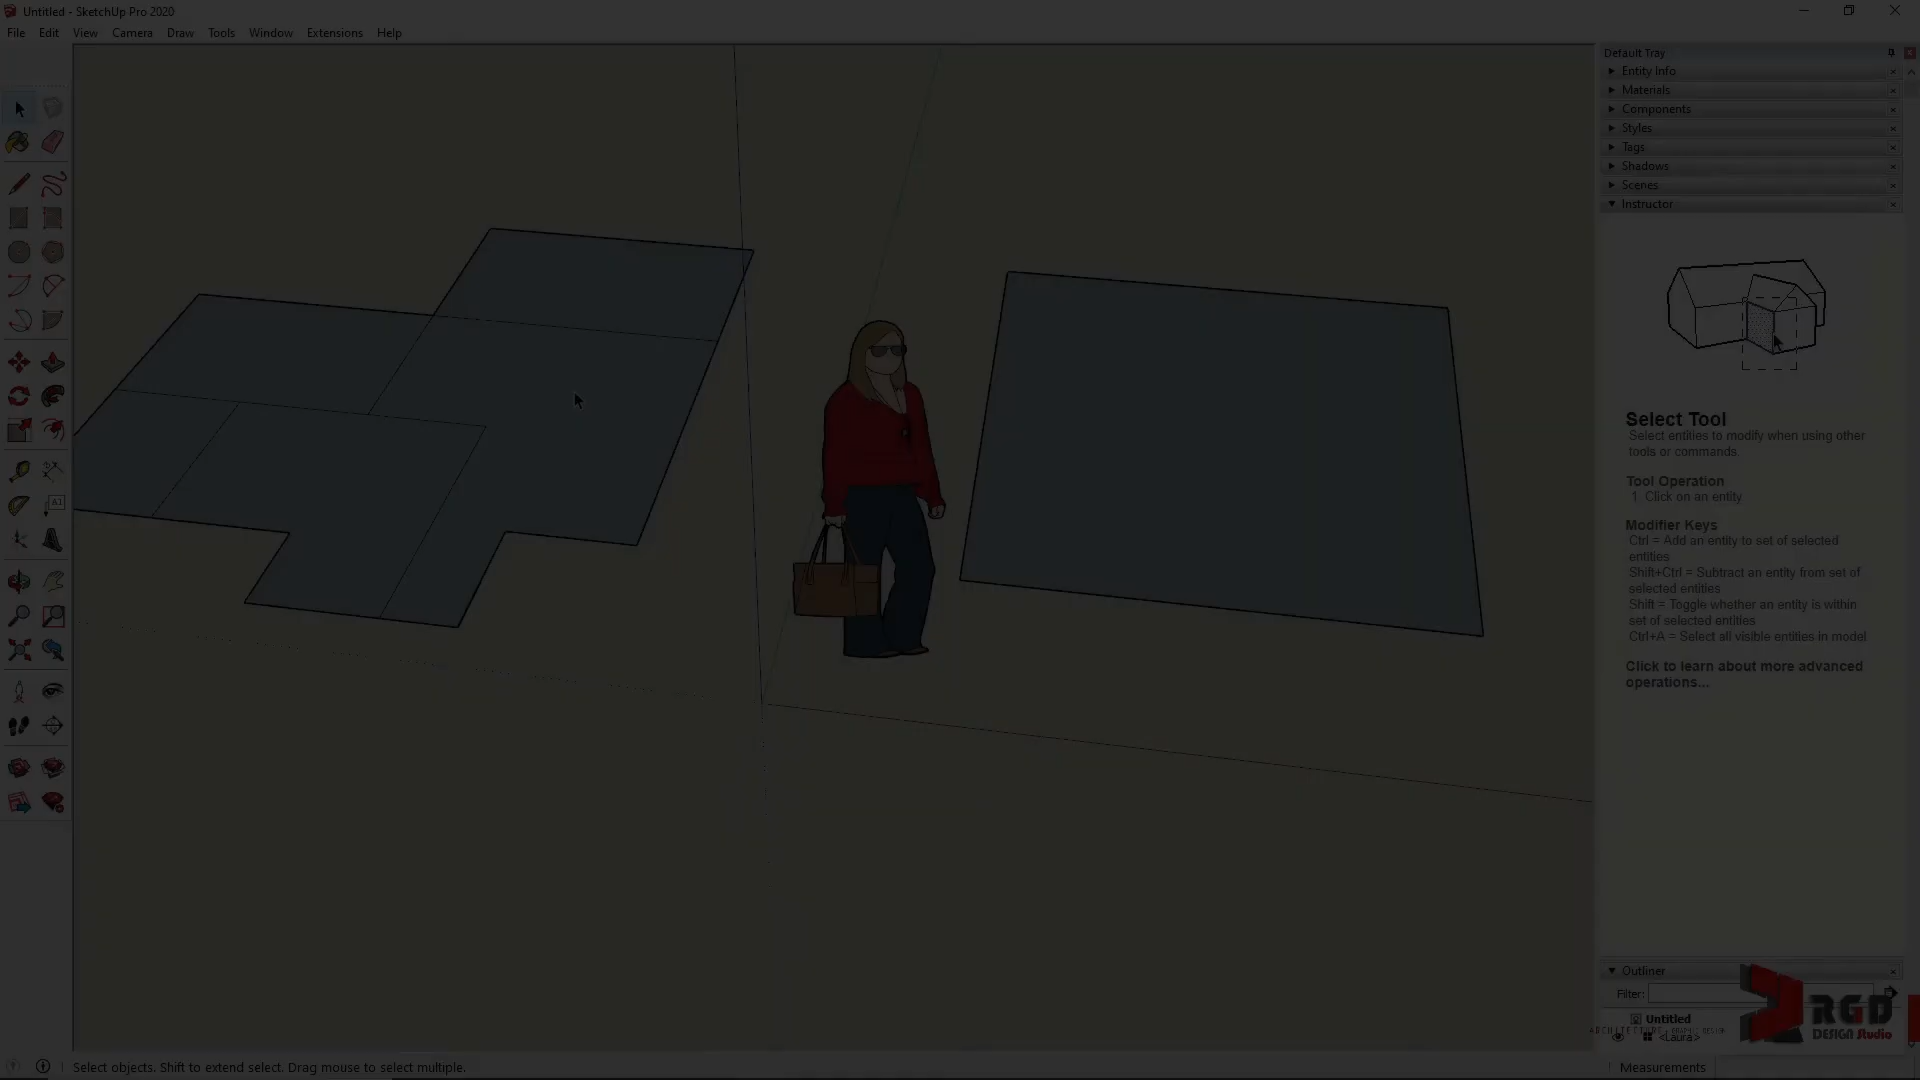 Untitled - SketchUp Pro 2020
File Edit View Camera Draw Tools Window Extensions Help
Default Tray
Entity Info
Materials
Components
Styles
Tags
Shadows
Scenes
Instructor
Select Tool
Select entities to modify when using other
tools or commands.
Tool Operation
1. Click on an entity
Modifier Keys
Ctrl = Add an entity to set of selected
entities
Shift+Ctrl = Subtract an entity from set of
selected entities
Shift = Toggle whether an entity is within
set of selected entities
Ctrl+A = Select all visible entities in model
Click to learn about more advanced
operations...
Outliner
Filter:
Untitled
<Laura>
RGD
DESIGN Studio
ARCHITECTURE | GRAPHIC DESIGN
Select objects. Shift to extend select. Drag mouse to select multiple.
Measurements